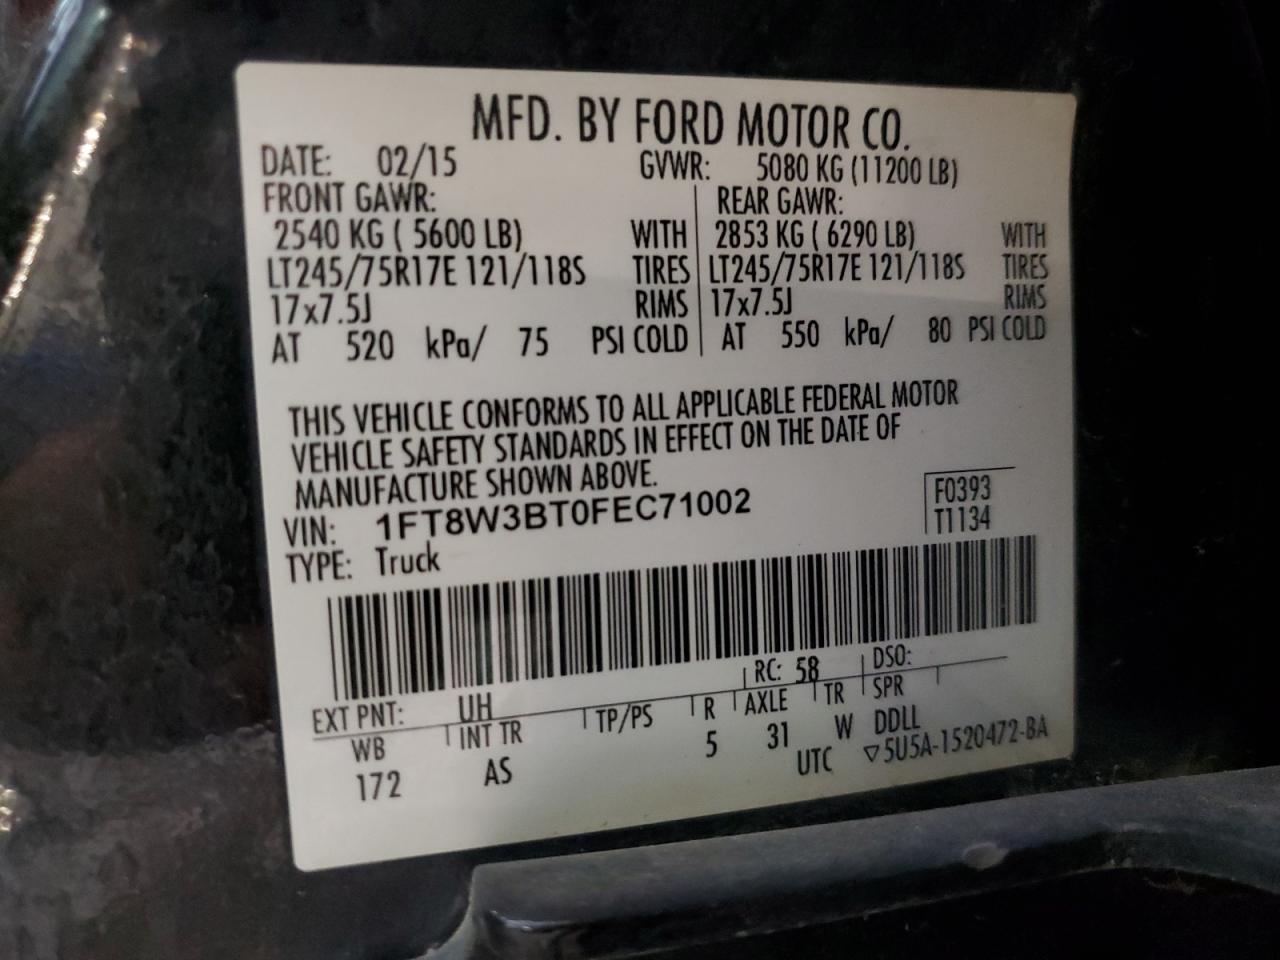 MFD. BY FORD MOTOR CO.
DATE: 02/15 GVWR: 5080 KG (11200 LB)
FRONT GAWR: REAR GAWR:
2540 KG ( 5600 LB) WITH 2853 KG ( 6290 LB) WITH
LT245/75R17E 121/118S TIRES LT245/75R17E 121/118S TIRES
17x7.5J RIMS 17x7.5J RIMS
AT 520 kPa/ 75 PSI COLD AT 550 kPa/ 80 PSI COLD
THIS VEHICLE CONFORMS TO ALL APPLICABLE FEDERAL MOTOR
VEHICLE SAFETY STANDARDS IN EFFECT ON THE DATE OF
MANUFACTURE SHOWN ABOVE.
VIN: 1FT8W3BT0FEC71002
TYPE: Truck
F0393
T1134
EXT PNT: UH RC: 58 DSO:
WB INT TR TP/PS R AXLE TR SPR
172 AS 5 31 W DDLL
UTC ▽5U5A-1520472-BA